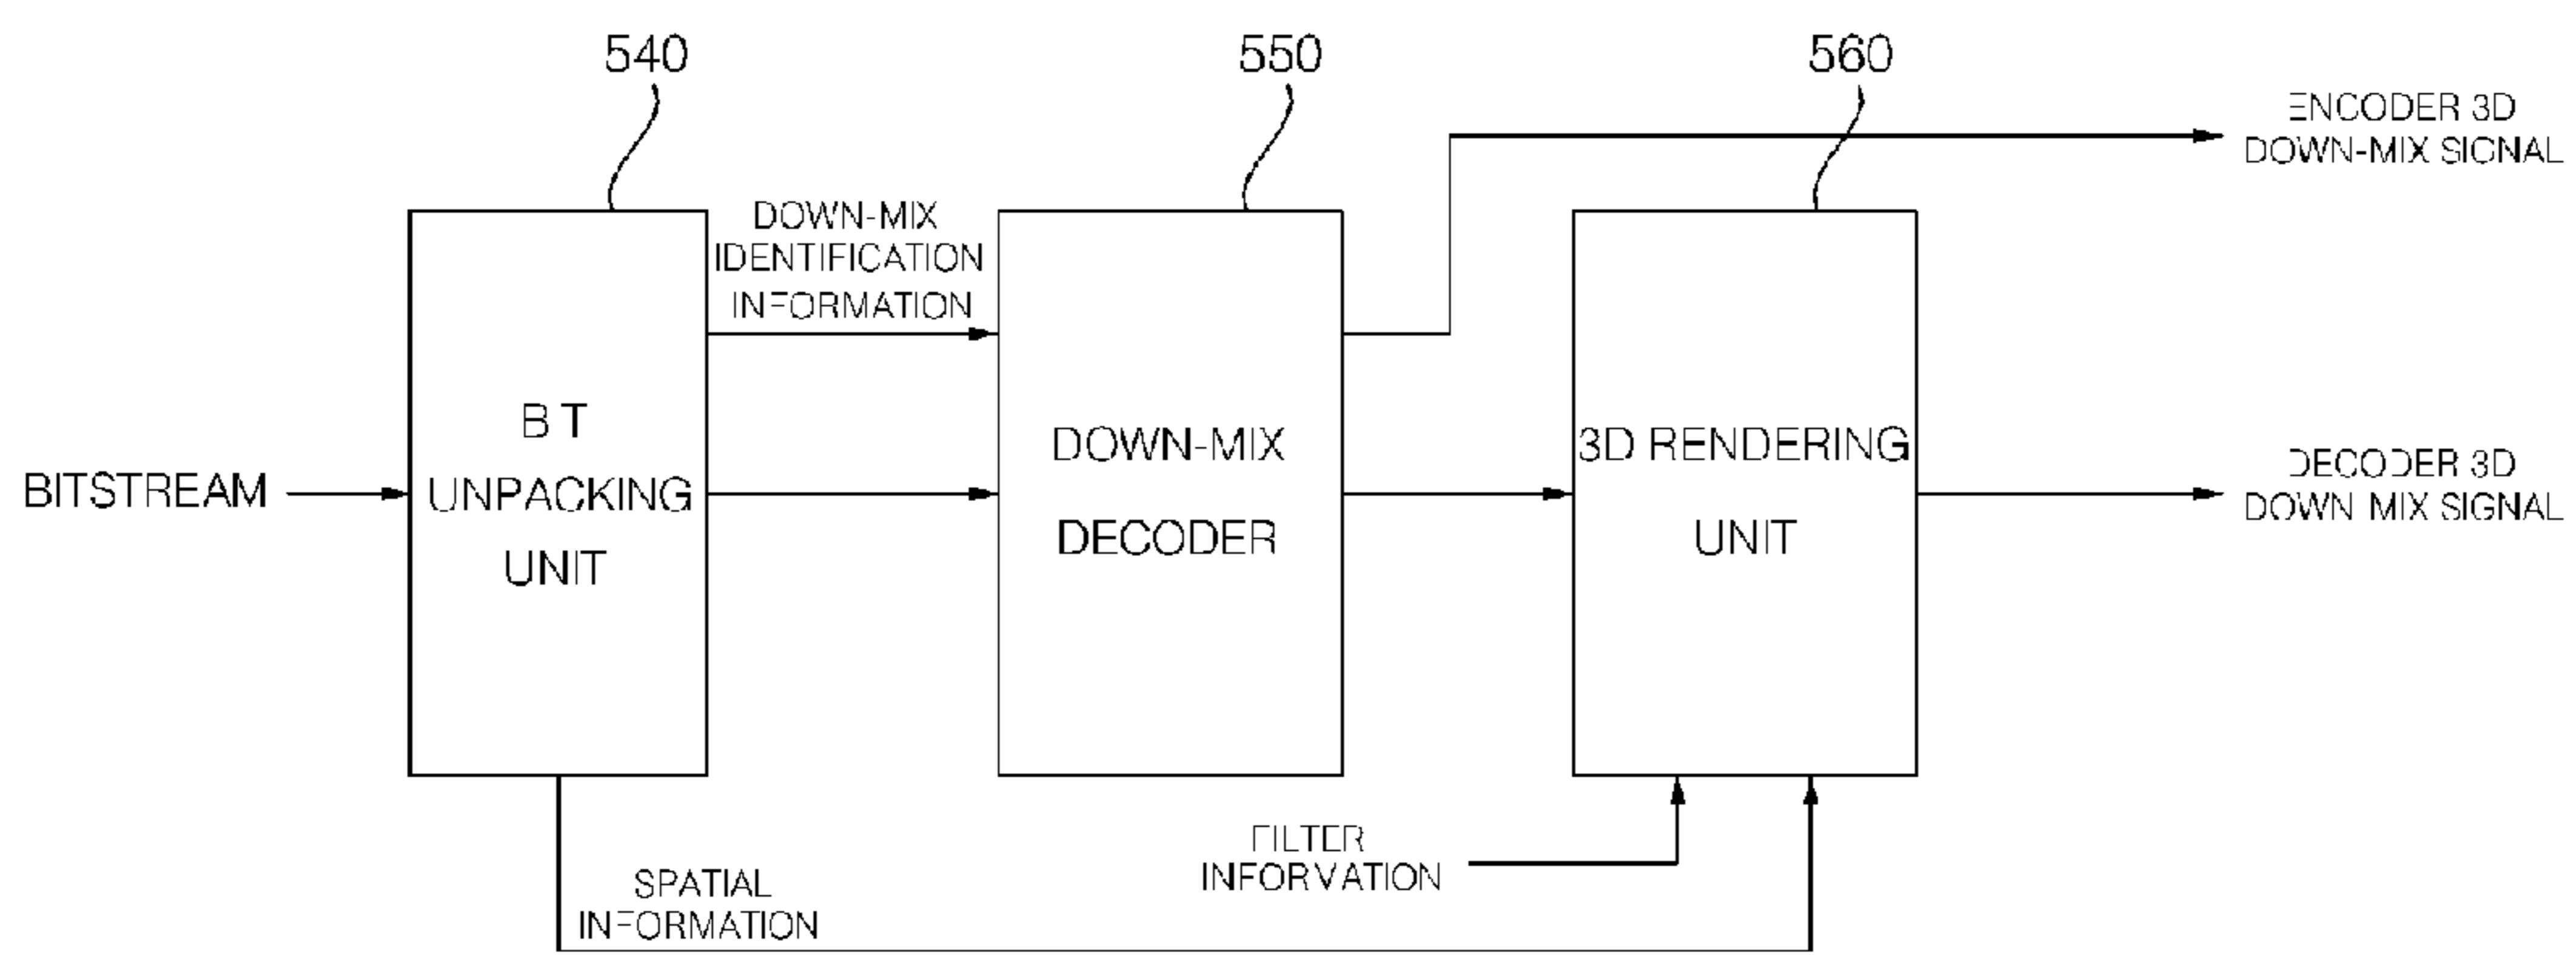 540
550
560
ENCODER 3D
DOWN-MIX SIGNAL
DOWN-MIX
IDENTIFICATION
INFORMATION
BITSTREAM
BIT
UNPACKING
UNIT
DOWN-MIX
DECODER
3D RENDERING
UNIT
DECODER 3D
DOWN MIX SIGNAL
FILTER
INFORMATION
SPATIAL
INFORMATION